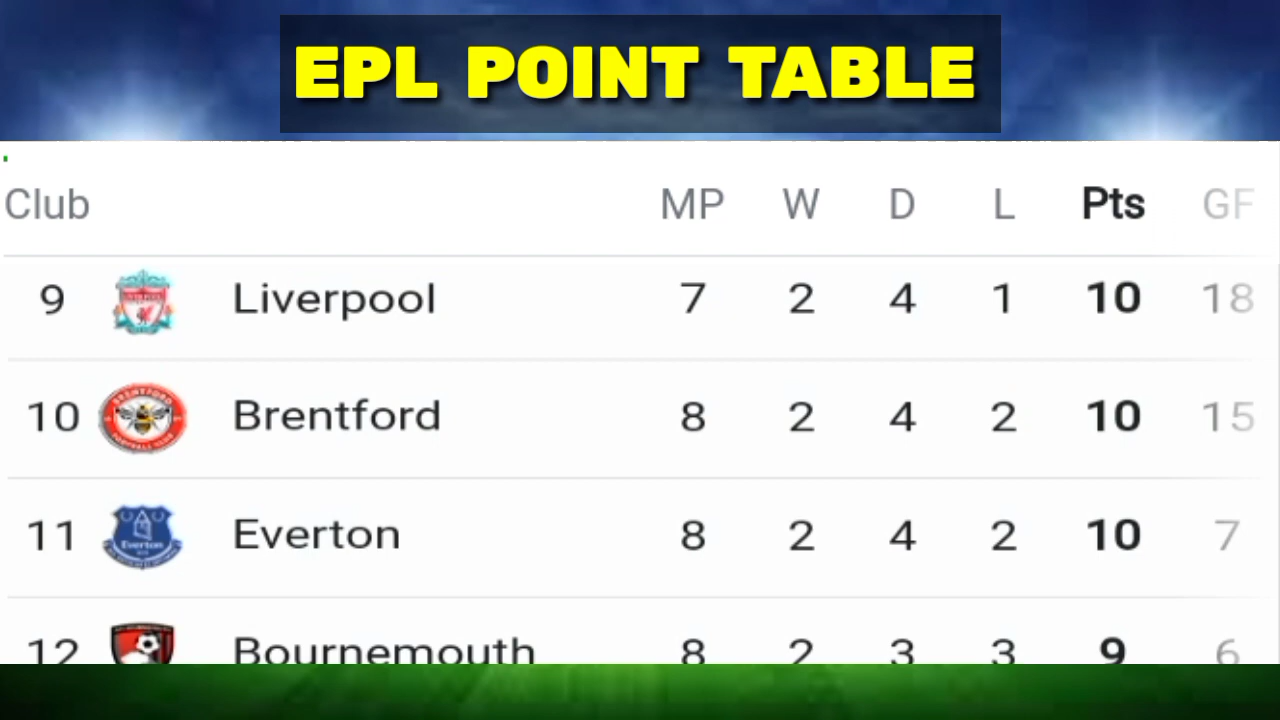 EPL POINT TABLE
Club MP W D L Pts GF
9 Liverpool 7 2 4 1 10 18
10 Brentford 8 2 4 2 10 15
11 Everton 8 2 4 2 10 7
12 Bournemouth 8 2 3 3 9 6